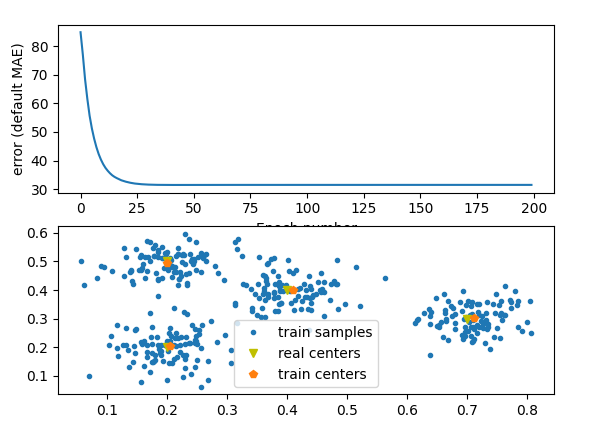 80
70
60
50
40
30
error (default MAE)
0 25 50 75 100 125 150 175 200
Epoch number
0.6
0.5
0.4
0.3
0.2
0.1
train samples
real centers
train centers
0.1 0.2 0.3 0.4 0.5 0.6 0.7 0.8